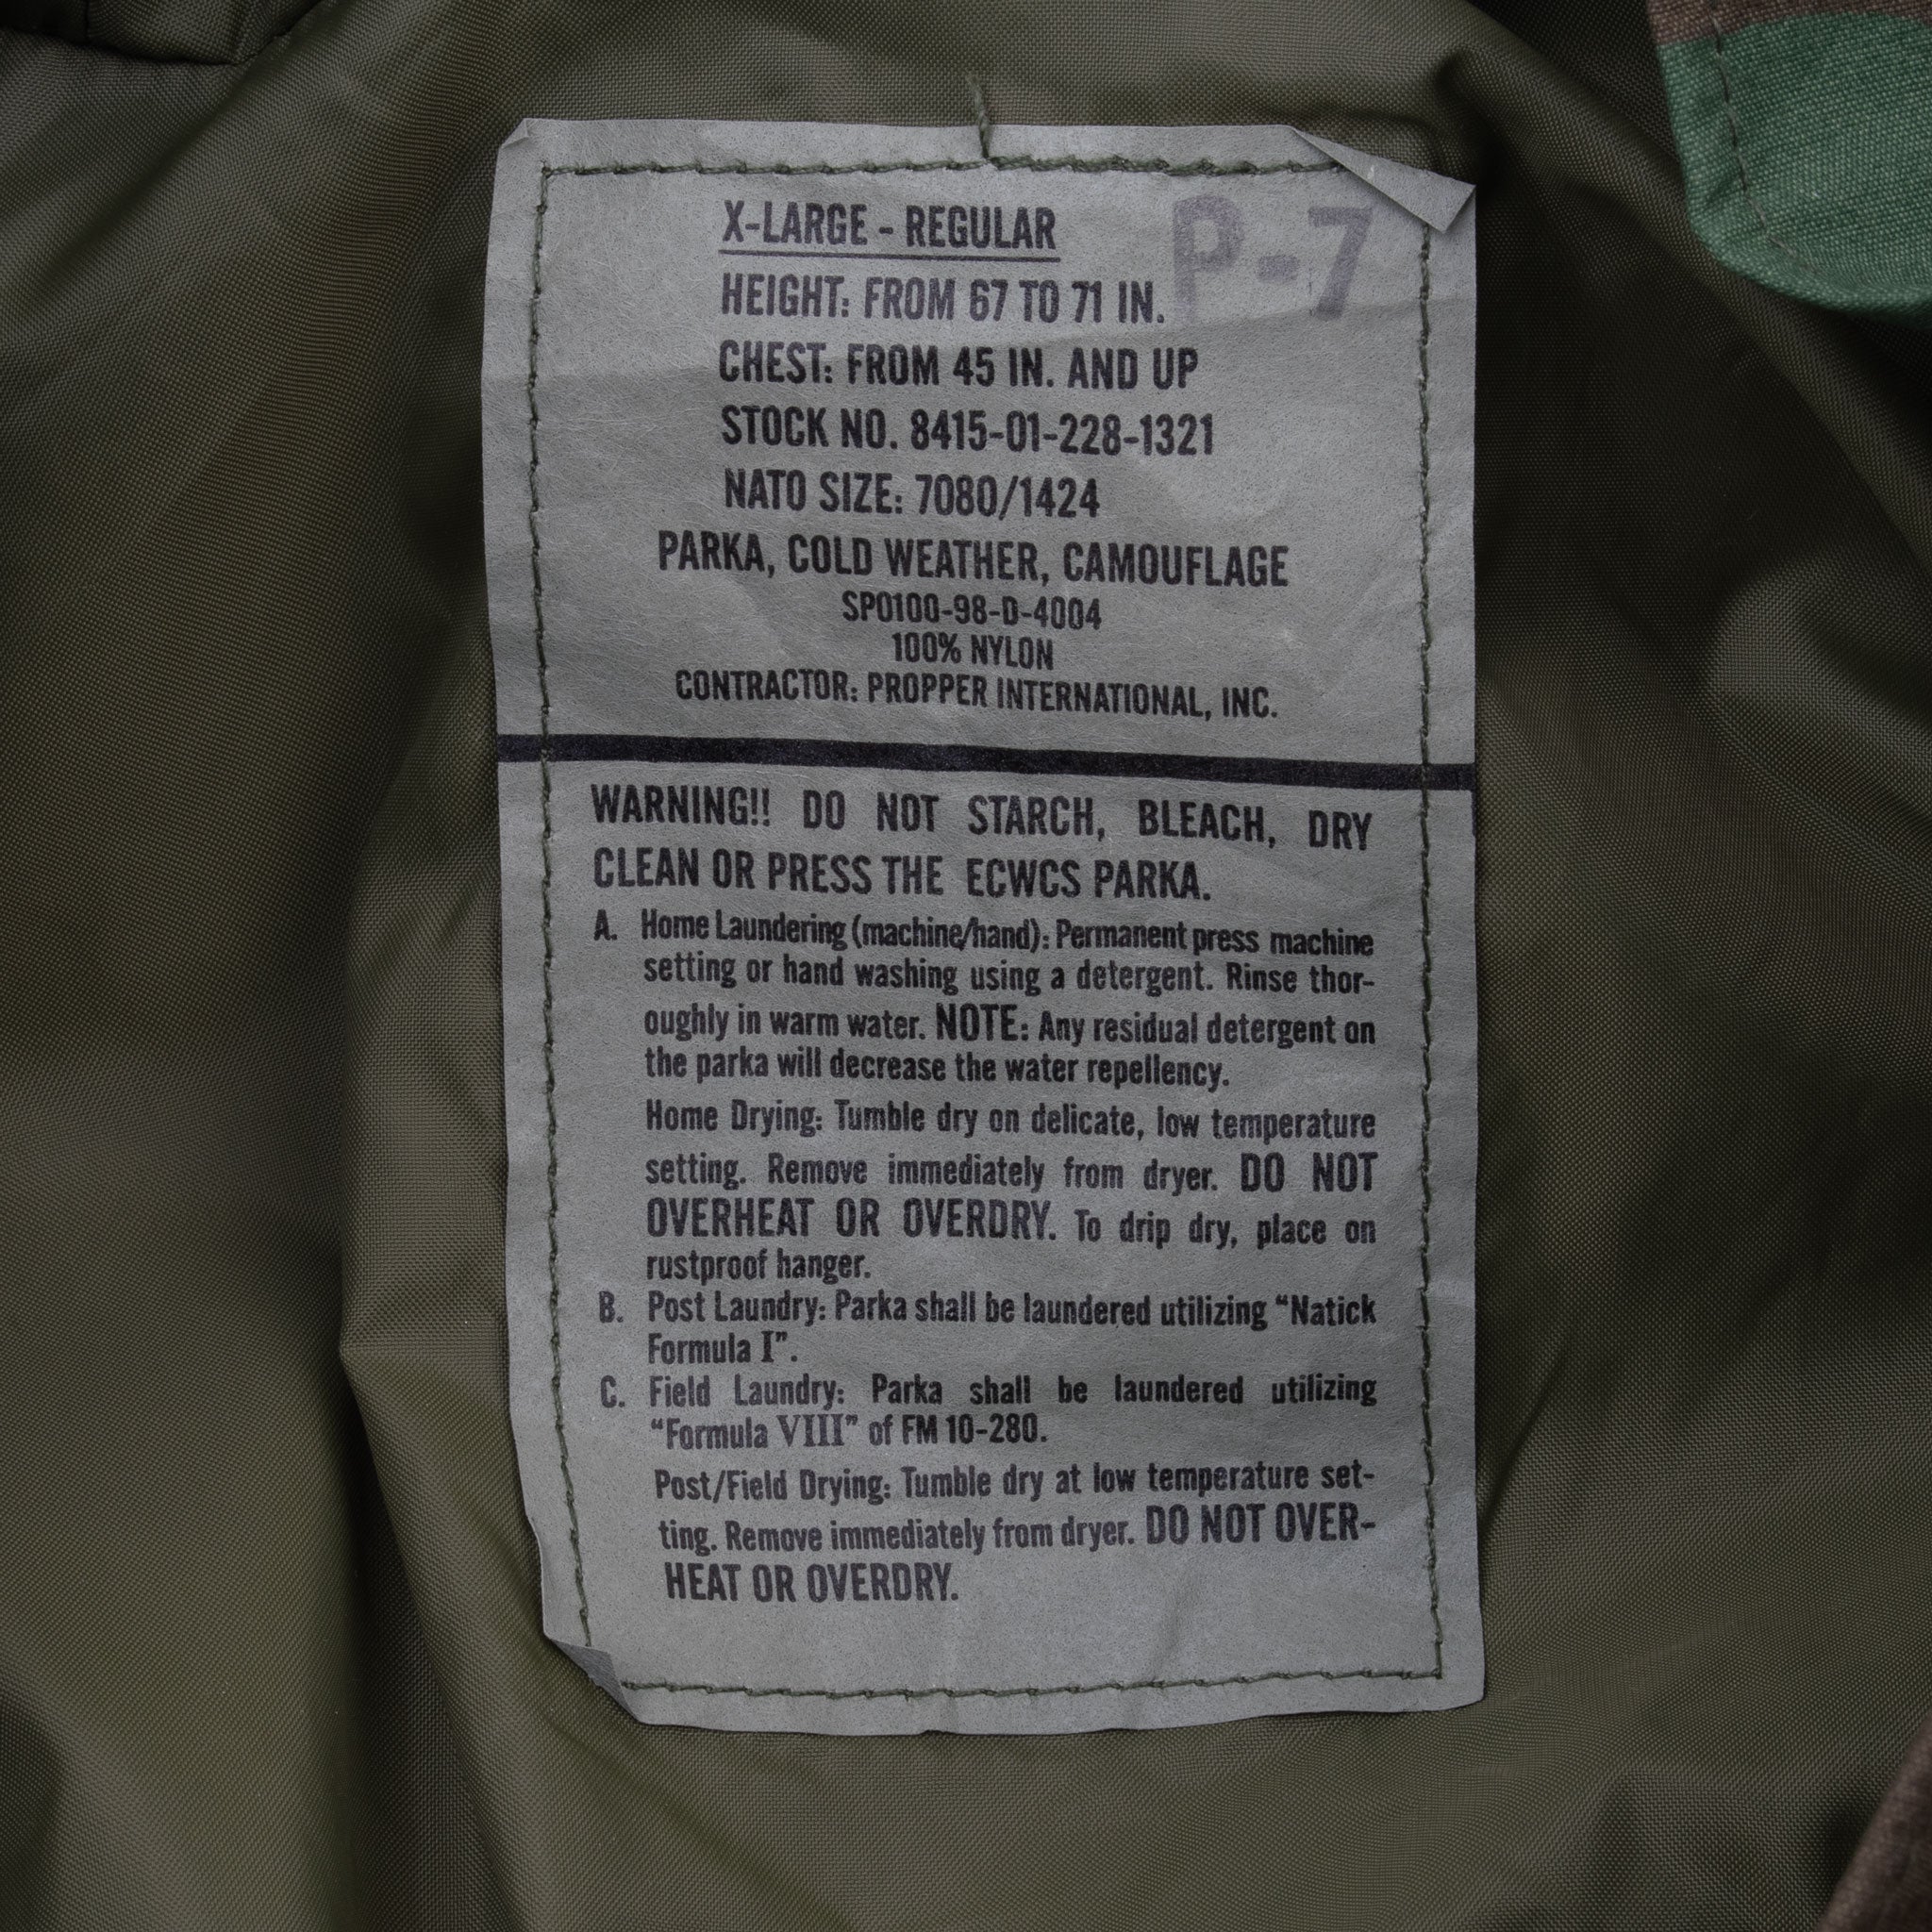 X-LARGE - REGULAR
P-7
HEIGHT: FROM 67 TO 71 IN.
CHEST: FROM 45 IN. AND UP
STOCK NO. 8415-01-228-1321
NATO SIZE: 7080/1424
PARKA, COLD WEATHER, CAMOUFLAGE
SPO100-98-D-4004
100% NYLON
CONTRACTOR: PROPPER INTERNATIONAL, INC.
WARNING!! DO NOT STARCH, BLEACH, DRY
CLEAN OR PRESS THE ECWCS PARKA.
A. Home Laundering (machine/hand): Permanent press machine
setting or hand washing using a detergent. Rinse thor-
oughly in warm water. NOTE: Any residual detergent on
the parka will decrease the water repellency.
Home Drying: Tumble dry on delicate, low temperature
setting. Remove immediately from dryer. DO NOT
OVERHEAT OR OVERDRY. To drip dry, place on
rustproof hanger.
B. Post Laundry: Parka shall be laundered utilizing “Natick
Formula I”.
C. Field Laundry: Parka shall be laundered utilizing
“Formula VIII” of FM 10-280.
Post/Field Drying: Tumble dry at low temperature set-
ting. Remove immediately from dryer. DO NOT OVER-
HEAT OR OVERDRY.